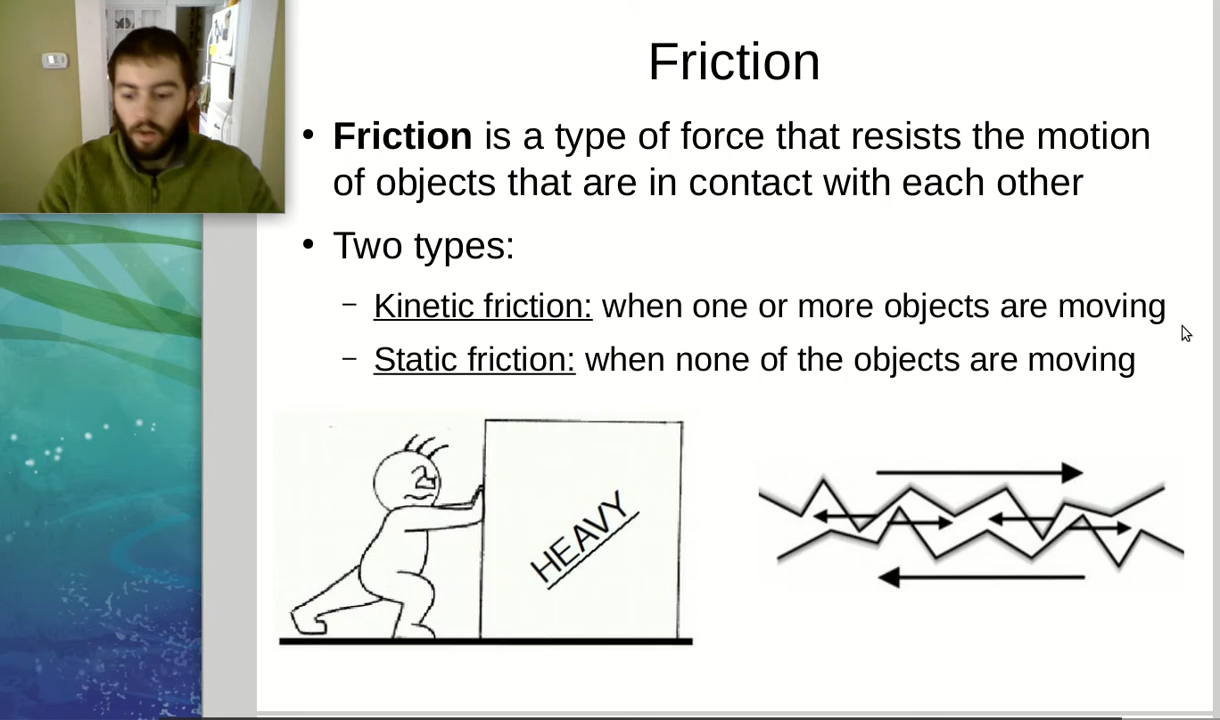 Friction
• Friction is a type of force that resists the motion
of objects that are in contact with each other
• Two types:
– Kinetic friction: when one or more objects are moving
– Static friction: when none of the objects are moving
HEAVY